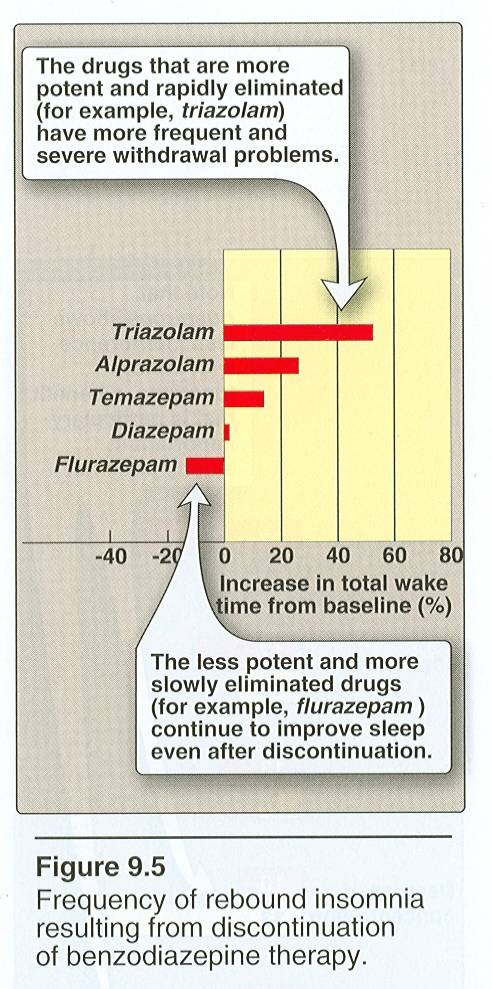 The drugs that are more
potent and rapidly eliminated
(for example, triazolam)
have more frequent and
severe withdrawal problems.
Triazolam
Alprazolam
Temazepam
Diazepam
Flurazepam
-40 -20 0 20 40 60 80
Increase in total wake
time from baseline (%)
The less potent and more
slowly eliminated drugs
(for example, flurazepam )
continue to improve sleep
even after discontinuation.
Figure 9.5
Frequency of rebound insomnia
resulting from discontinuation
of benzodiazepine therapy.